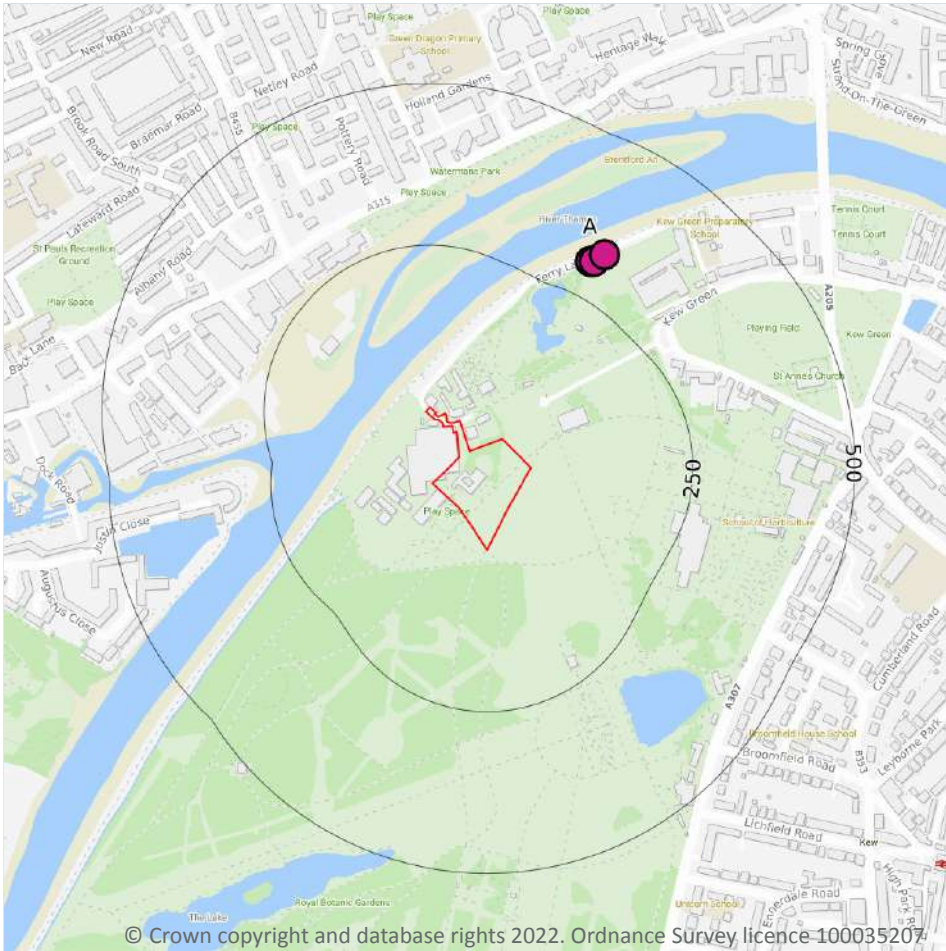 New Road
Play Space
Green Dragon Primary
School
Heritage Walk
Spring Grove
Strand-On-The-Green
Netley Road
Holland Gardens
Brook Road South
Braemar Road
B455
Play Space
Pottery Road
Watermans Park
Brentford Ait
Lateward Road
A315
Play Space
River Thames
A
Kew Green Preparatory
School
Tennis Court
Tennis Court
St Pauls Recreation
Ground
Albany Road
Play Space
Ferry La
Kew Green
A205
Back Lane
Playing Field
Kew Green
St Anne's Church
Dock Road
250
500
Play Space
Justin Close
School of Horticulture
Augustus Close
Cumberland Road
A307
Broomfield House School
Leyborne Park
Broomfield Road
B353
Lichfield Road
Kew
High Park Road
Ennerdale Road
Unicorn School
Royal Botanic Gardens
The Lake
© Crown copyright and database rights 2022. Ordnance Survey licence 100035207.